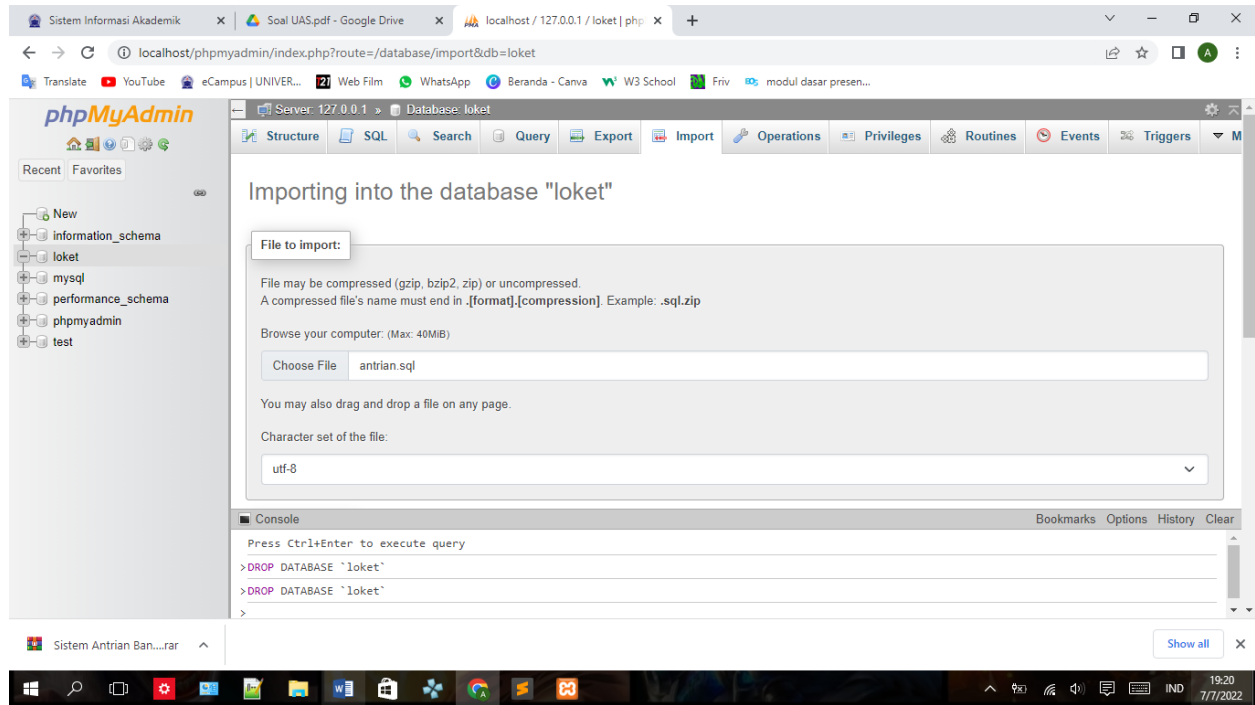 Sistem Informasi Akademik
Soal UAS.pdf - Google Drive
localhost / 127.0.0.1 / loket | php
localhost/phpmyadmin/index.php?route=/database/import&db=loket
A
Translate YouTube eCampus | UNIVER... Web Film WhatsApp Beranda - Canva W3 School Friv modul dasar presen...
phpMyAdmin
Recent Favorites
New
information_schema
loket
mysql
performance_schema
phpmyadmin
test
Server: 127.0.0.1 » Database: loket
Structure SQL Search Query Export Import Operations Privileges Routines Events Triggers M
Importing into the database "loket"
File to import:
File may be compressed (gzip, bzip2, zip) or uncompressed.
A compressed file's name must end in .[format].[compression]. Example: .sql.zip
Browse your computer: (Max: 40MiB)
Choose File antrian.sql
You may also drag and drop a file on any page.
Character set of the file:
utf-8
Console Bookmarks Options History Clear
Press Ctrl+Enter to execute query
>DROP DATABASE `loket`
>DROP DATABASE `loket`
>
Sistem Antrian Ban....rar
Show all
IND
19:20
7/7/2022